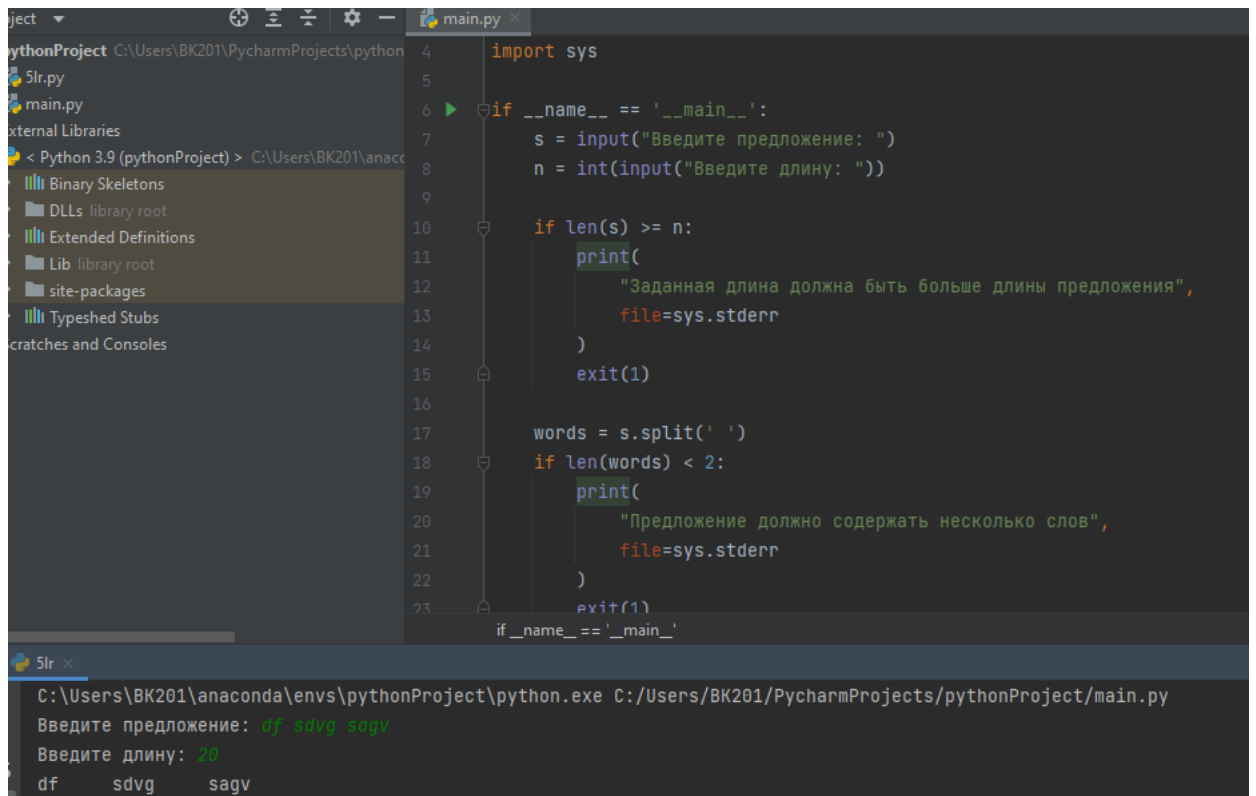 ject
main.py
pythonProject C:\Users\BK201\PycharmProjects\python
5lr.py
main.py
External Libraries
< Python 3.9 (pythonProject) > C:\Users\BK201\anaco
Binary Skeletons
DLLs library root
Extended Definitions
Lib library root
site-packages
Typeshed Stubs
Scratches and Consoles
4 import sys
5
6 if __name__ == '__main__':
7 s = input("Введите предложение: ")
8 n = int(input("Введите длину: "))
9
10 if len(s) >= n:
11 print(
12 "Заданная длина должна быть больше длины предложения",
13 file=sys.stderr
14 )
15 exit(1)
16
17 words = s.split(' ')
18 if len(words) < 2:
19 print(
20 "Предложение должно содержать несколько слов",
21 file=sys.stderr
22 )
23 exit(1)
if __name__ == '__main__'
5lr
C:\Users\BK201\anaconda\envs\pythonProject\python.exe C:/Users/BK201/PycharmProjects/pythonProject/main.py
Введите предложение: df sdvg sagv
Введите длину: 20
df     sdvg     sagv